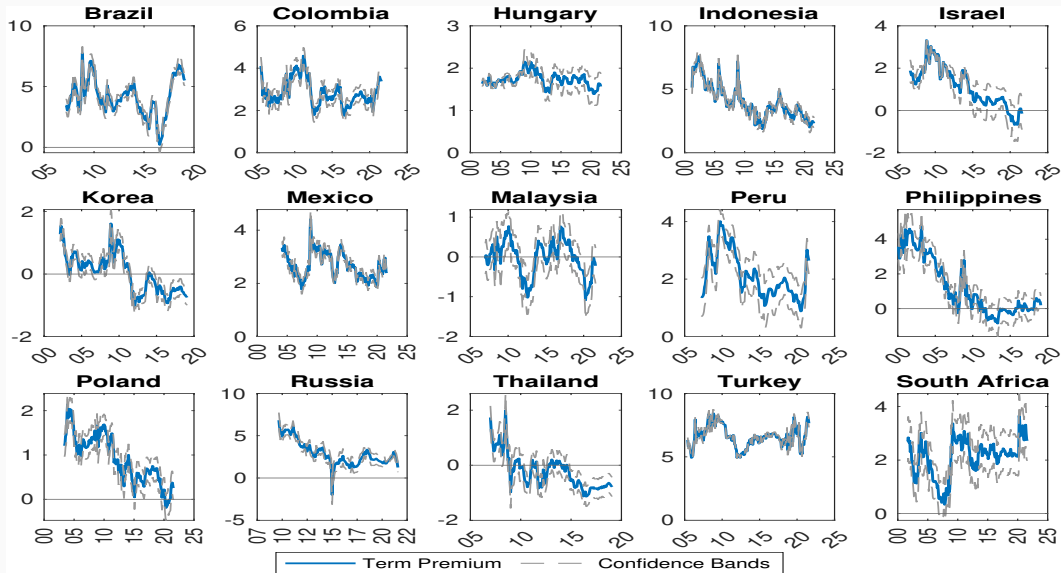 Brazil Colombia Hungary Indonesia Israel
10
5
0
05 10 15 20
6
4
2
0
05 10 15 20 25
3
2
1
0
00 05 10 15 20 25
10
5
0
00 05 10 15 20 25
4
2
0
-2
05 10 15 20 25
Korea Mexico Malaysia Peru Philippines
2
0
-2
00 05 10 15 20
4
2
0
00 05 10 15 20 25
1
0
-1
-2
05 10 15 20 25
4
2
0
05 10 15 20 25
4
2
0
-2
00 05 10 15 20
Poland Russia Thailand Turkey South Africa
2
1
0
00 05 10 15 20 25
10
5
0
-5
07 10 12 15 17 20 22
2
0
-2
05 10 15 20
10
5
0
05 10 15 20 25
4
2
0
00 05 10 15 20 25
Term Premium Confidence Bands